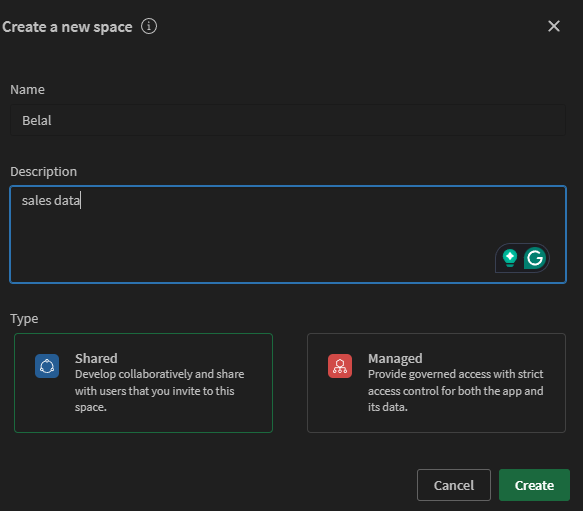 Create a new space
Name
Belal
Description
sales data
Type
Shared
Develop collaboratively and share
with users that you invite to this
space.
Managed
Provide governed access with strict
access control for both the app and
its data.
Cancel
Create